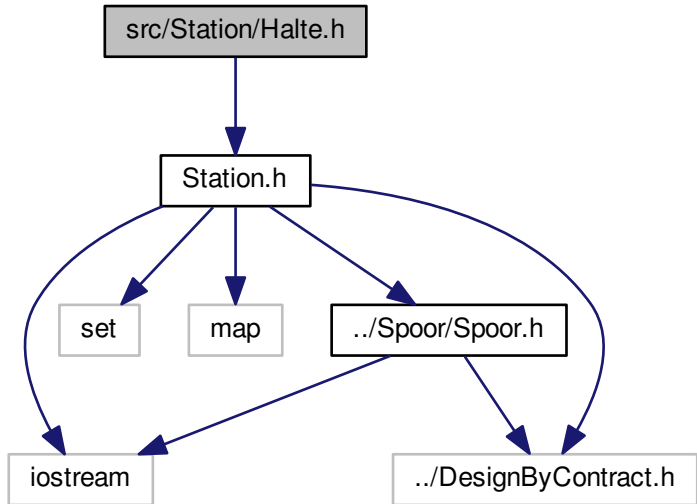 src/Station/Halte.h
Station.h
set
map
../Spoor/Spoor.h
iostream
../DesignByContract.h